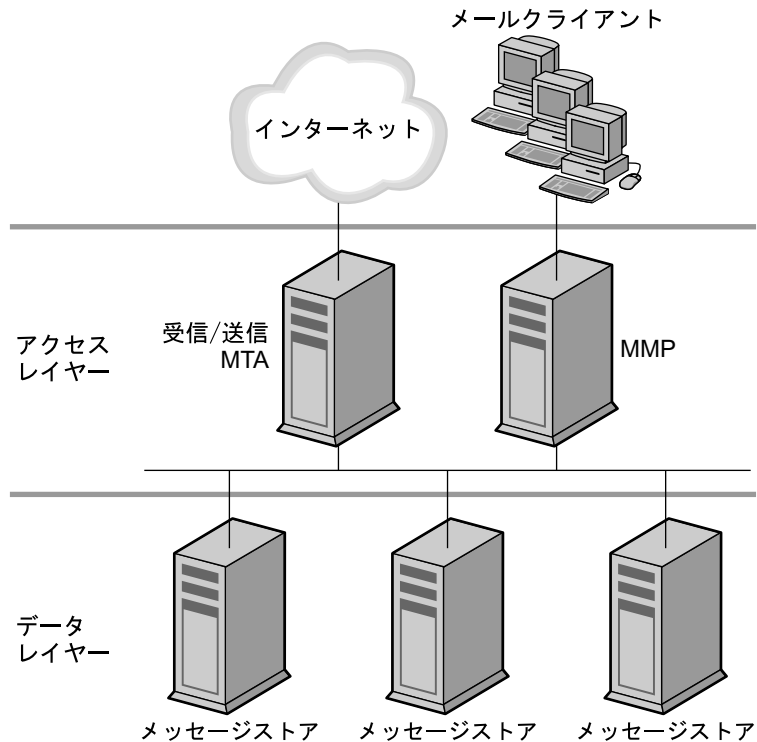 メールクライアント
インターネット
アクセス
レイヤー
受信/送信
MTA
MMP
データ
レイヤー
メッセージストア
メッセージストア
メッセージストア